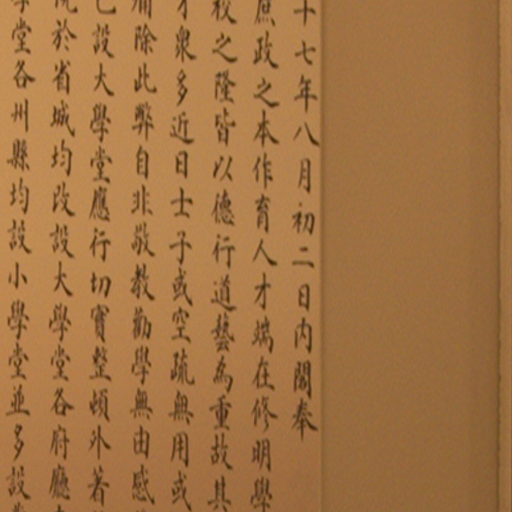 十七年八月初二日內閣奉
庶政之本作育人才端在修明學
校之隆皆以德行道藝為重故其
才眾多近日士子或空疏無用或
痛除此弊自非敬教勸學無由感
已設大學堂應行切實整頓外著
院於省城均改設大學堂各府廳
學堂各州縣均設小學堂並多設